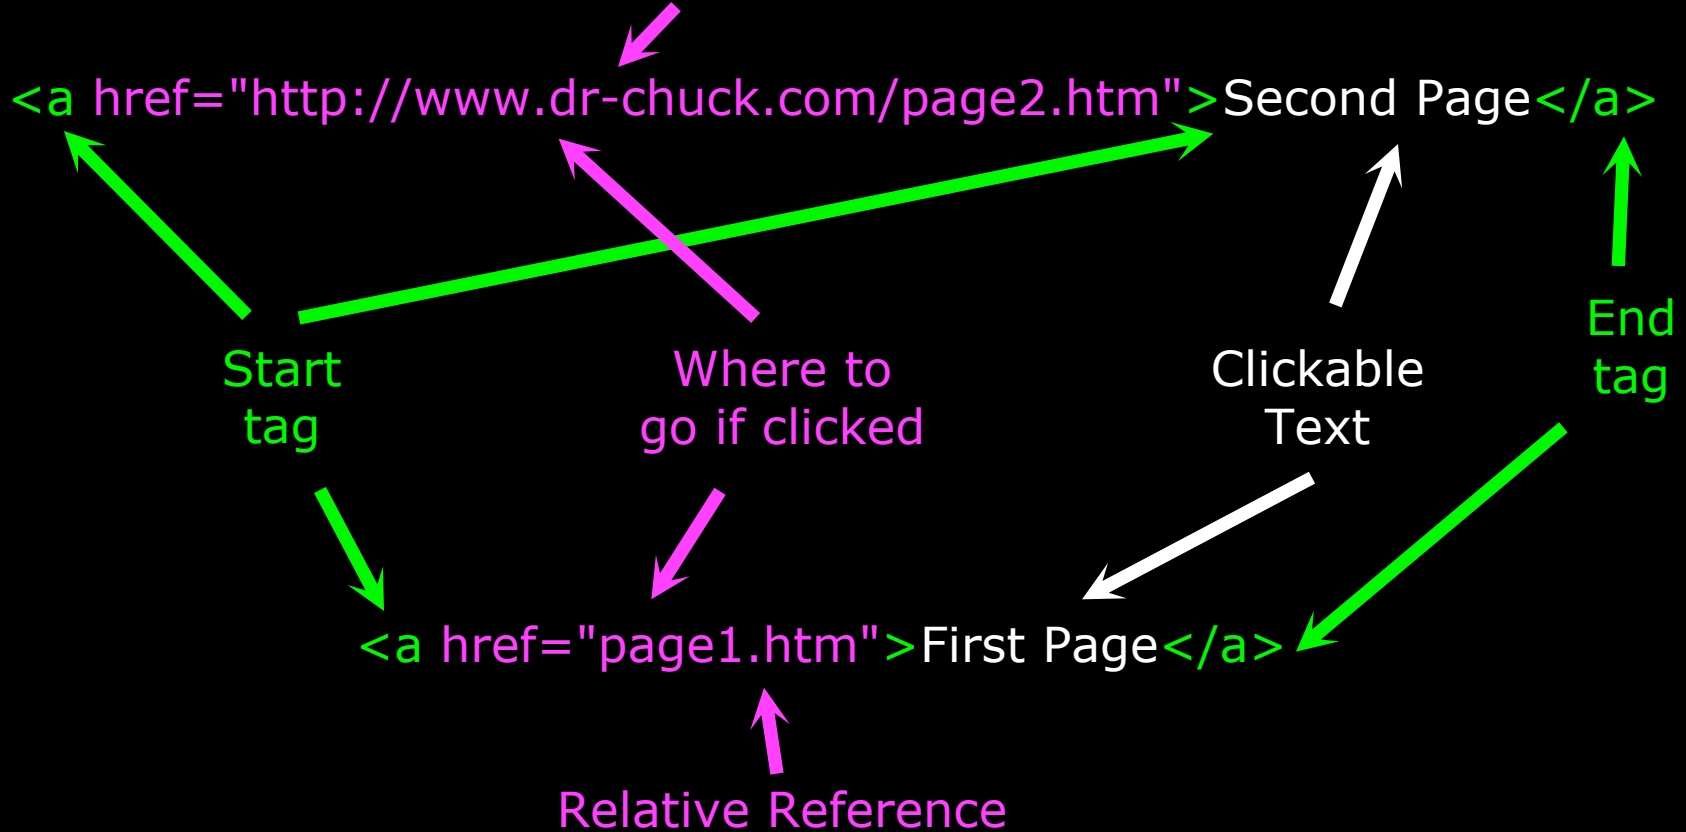 <a href="http://www.dr-chuck.com/page2.htm">Second Page</a>
Start
tag
Where to
go if clicked
Clickable
Text
End
tag
<a href="page1.htm">First Page</a>
Relative Reference